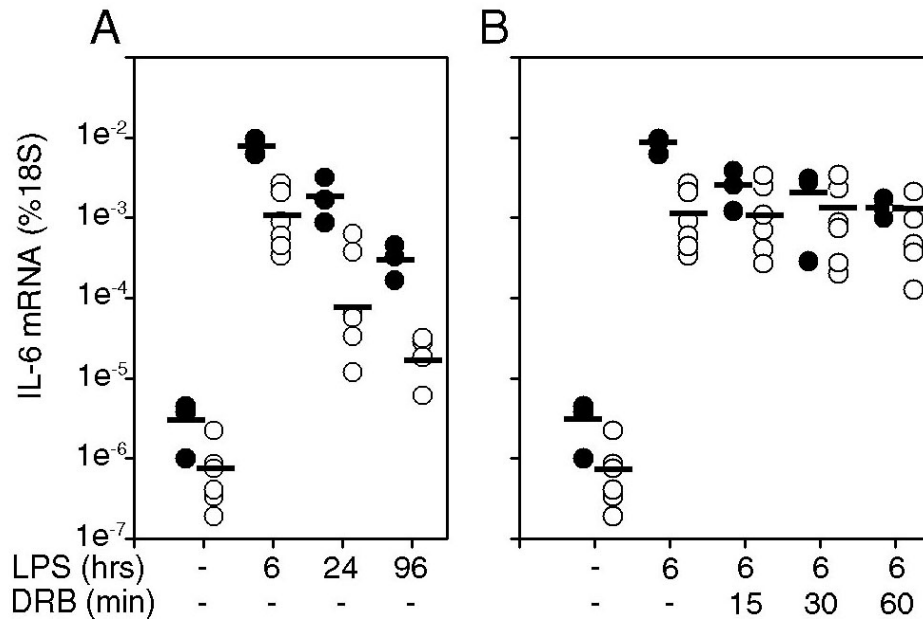 A B
IL-6 mRNA (%18S)
1e-2
1e-3
1e-4
1e-5
1e-6
1e-7
LPS (hrs) - 6 24 96 - 6 6 6 6
DRB (min) - - - - - - 15 30 60